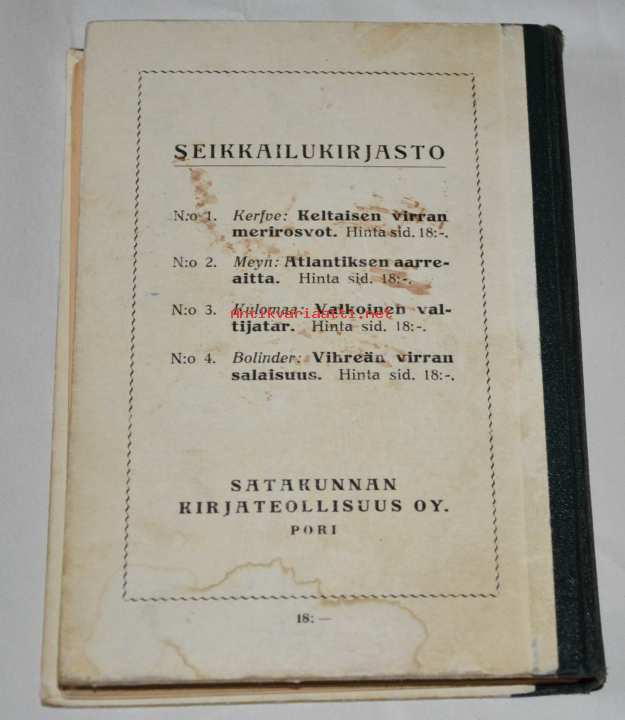 SEIKKAILUKIRJASTO
N:o 1. Kerfve: Keltaisen virran
merirosvot. Hinta sid. 18:-.
N:o 2. Meyn: Atlantiksen aarre-
aitta. Hinta sid. 18:-.
N:o 3. Kulomaa: Valkoinen val-
antikvariaatti.net
tijatar. Hinta sid. 18:-.
N:o 4. Bolinder: Vihreän virran
salaisuus. Hinta sid. 18:-.
SATAKUNNAN
KIRJATEOLLISUUS OY.
PORI
18: —